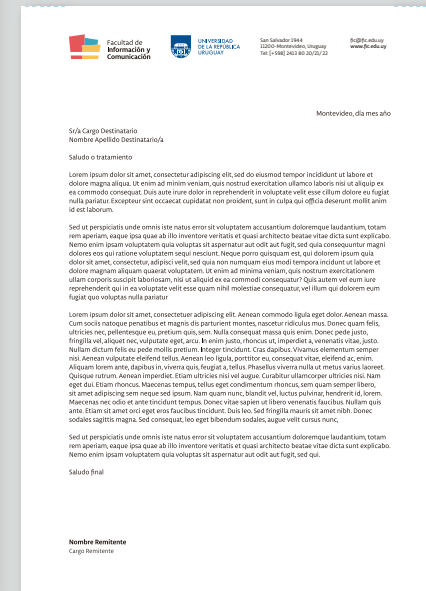 Facultad de
Información y
Comunicación
UNIVERSIDAD
DE LA REPÚBLICA
URUGUAY
San Salvador 1944
11200-Montevideo, Uruguay
Tel: [+598] 2413 80 20/21/22
fic@fic.edu.uy
www.fic.edu.uy
Montevideo, día mes año
Sr/a Cargo Destinatario
Nombre Apellido Destinatario/a
Saludo o tratamiento
Lorem ipsum dolor sit amet, consectetur adipiscing elit, sed do eiusmod tempor incididunt ut labore et
dolore magna aliqua. Ut enim ad minim veniam, quis nostrud exercitation ullamco laboris nisi ut aliquip ex
ea commodo consequat. Duis aute irure dolor in reprehenderit in voluptate velit esse cillum dolore eu fugiat
nulla pariatur. Excepteur sint occaecat cupidatat non proident, sunt in culpa qui officia deserunt mollit anim
id est laborum.
Sed ut perspiciatis unde omnis iste natus error sit voluptatem accusantium doloremque laudantium, totam
rem aperiam, eaque ipsa quae ab illo inventore veritatis et quasi architecto beatae vitae dicta sunt explicabo.
Nemo enim ipsam voluptatem quia voluptas sit aspernatur aut odit aut fugit, sed quia consequuntur magni
dolores eos qui ratione voluptatem sequi nesciunt. Neque porro quisquam est, qui dolorem ipsum quia
dolor sit amet, consectetur, adipisci velit, sed quia non numquam eius modi tempora incidunt ut labore et
dolore magnam aliquam quaerat voluptatem. Ut enim ad minima veniam, quis nostrum exercitationem
ullam corporis suscipit laboriosam, nisi ut aliquid ex ea commodi consequatur? Quis autem vel eum iure
reprehenderit qui in ea voluptate velit esse quam nihil molestiae consequatur, vel illum qui dolorem eum
fugiat quo voluptas nulla pariatur
Lorem ipsum dolor sit amet, consectetuer adipiscing elit. Aenean commodo ligula eget dolor. Aenean massa.
Cum sociis natoque penatibus et magnis dis parturient montes, nascetur ridiculus mus. Donec quam felis,
ultricies nec, pellentesque eu, pretium quis, sem. Nulla consequat massa quis enim. Donec pede justo,
fringilla vel, aliquet nec, vulputate eget, arcu. In enim justo, rhoncus ut, imperdiet a, venenatis vitae, justo.
Nullam dictum felis eu pede mollis pretium. Integer tincidunt. Cras dapibus. Vivamus elementum semper
nisi. Aenean vulputate eleifend tellus. Aenean leo ligula, porttitor eu, consequat vitae, eleifend ac, enim.
Aliquam lorem ante, dapibus in, viverra quis, feugiat a, tellus. Phasellus viverra nulla ut metus varius laoreet.
Quisque rutrum. Aenean imperdiet. Etiam ultricies nisi vel augue. Curabitur ullamcorper ultricies nisi. Nam
eget dui. Etiam rhoncus. Maecenas tempus, tellus eget condimentum rhoncus, sem quam semper libero,
sit amet adipiscing sem neque sed ipsum. Nam quam nunc, blandit vel, luctus pulvinar, hendrerit id, lorem.
Maecenas nec odio et ante tincidunt tempus. Donec vitae sapien ut libero venenatis faucibus. Nullam quis
ante. Etiam sit amet orci eget eros faucibus tincidunt. Duis leo. Sed fringilla mauris sit amet nibh. Donec
sodales sagittis magna. Sed consequat, leo eget bibendum sodales, augue velit cursus nunc,
Sed ut perspiciatis unde omnis iste natus error sit voluptatem accusantium doloremque laudantium, totam
rem aperiam, eaque ipsa quae ab illo inventore veritatis et quasi architecto beatae vitae dicta sunt explicabo.
Nemo enim ipsam voluptatem quia voluptas sit aspernatur aut odit aut fugit, sed qui.
Saludo final
Nombre Remitente
Cargo Remitente